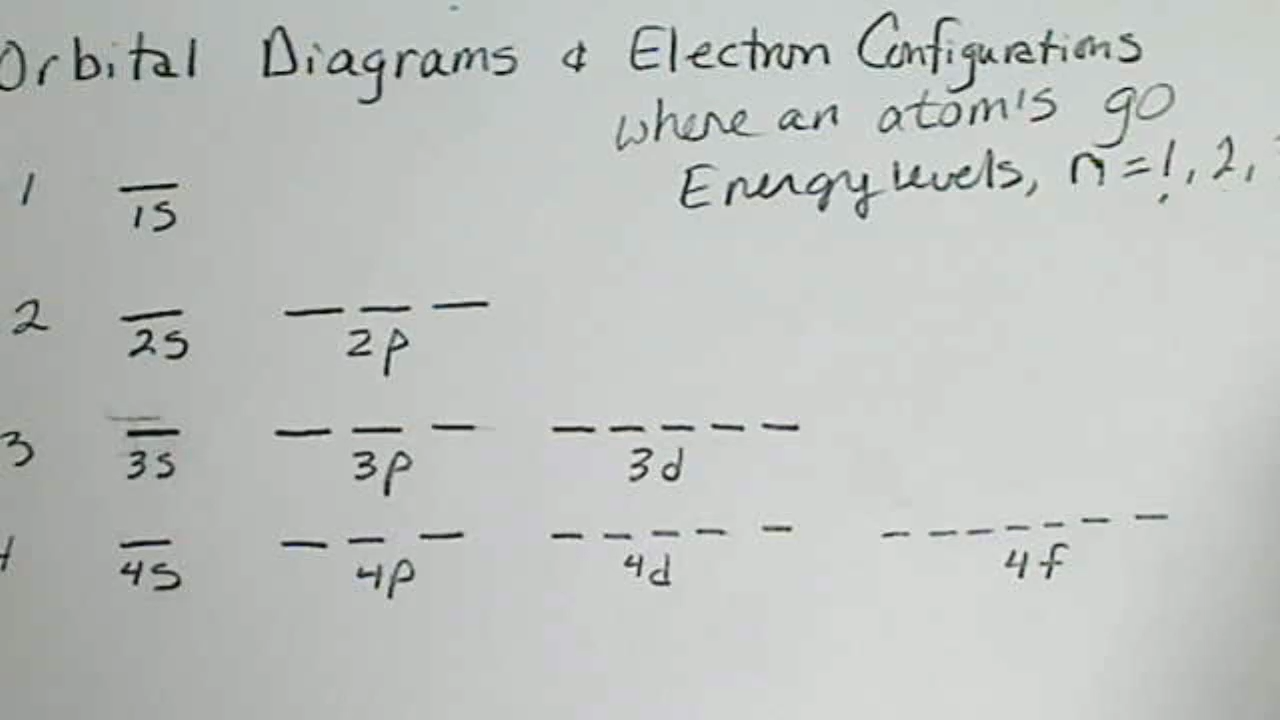 Orbital Diagrams & Electron Configurations
where an atom's go
Energy levels, n = 1, 2,
1
1s
2
2s 2p
3
3s 3p 3d
4s 4p 4d 4f